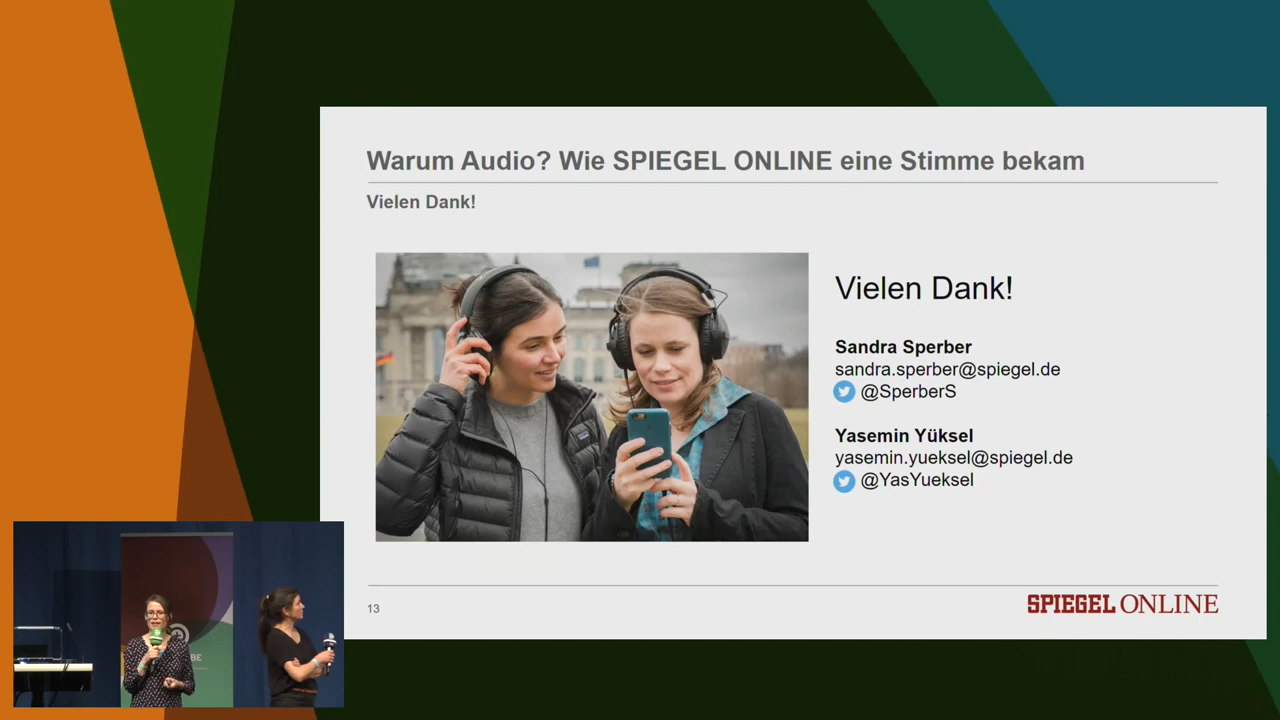 Warum Audio? Wie SPIEGEL ONLINE eine Stimme bekam
Vielen Dank!
Vielen Dank!
Sandra Sperber
sandra.sperber@spiegel.de
@SperberS
Yasemin Yüksel
yasemin.yueksel@spiegel.de
@YasYueksel
13
SPIEGEL ONLINE